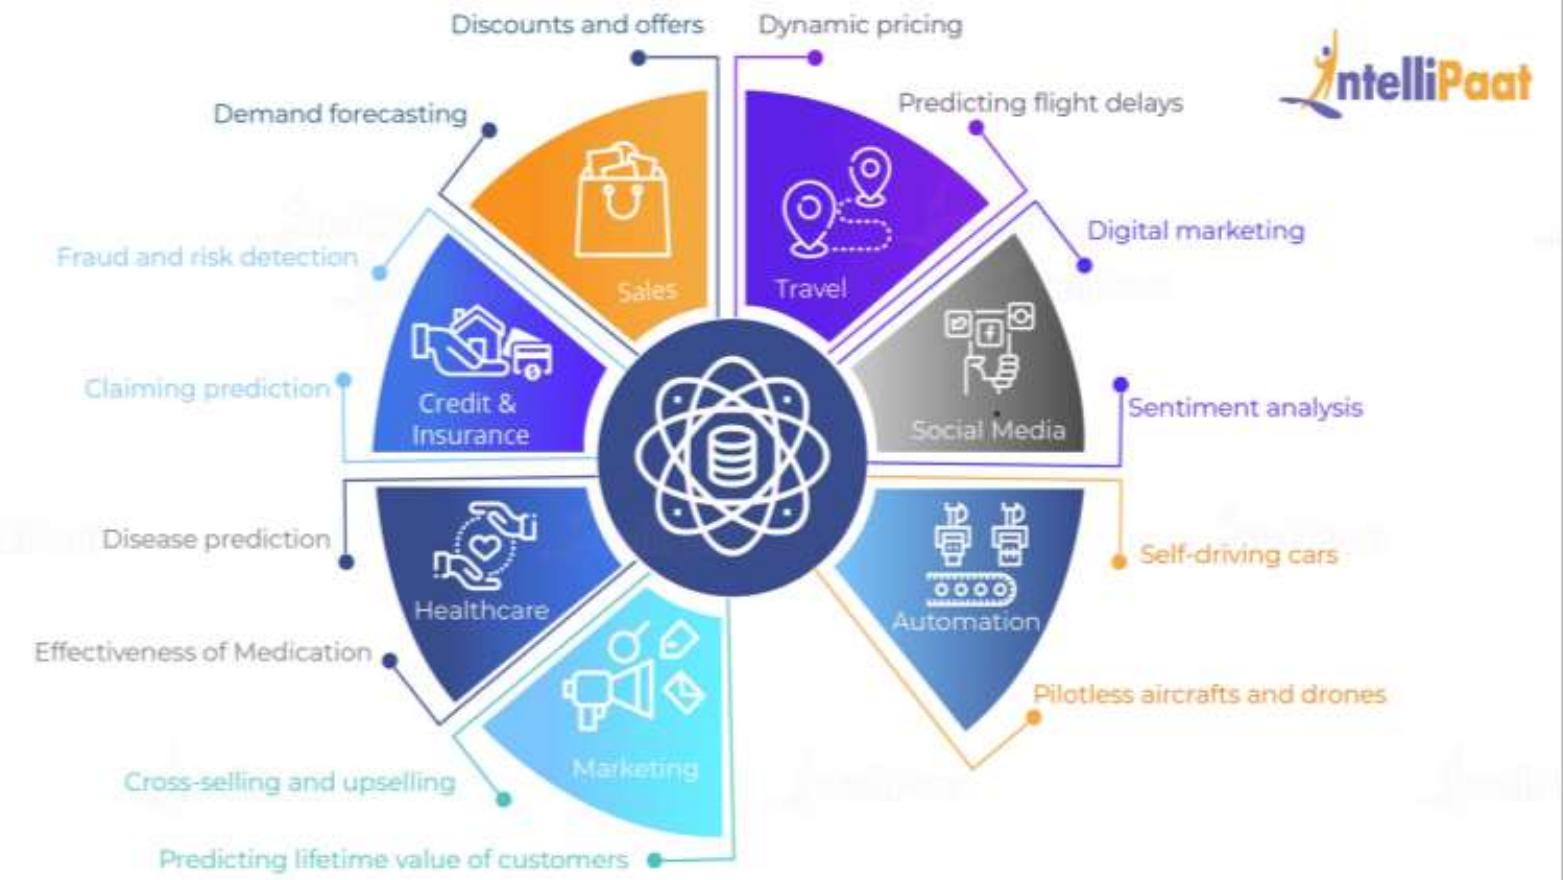 Discounts and offers
Dynamic pricing
IntelliPaat
Demand forecasting
Predicting flight delays
Fraud and risk detection
Digital marketing
Sales
Travel
Claiming prediction
Credit &
Insurance
Social Media
Sentiment analysis
Disease prediction
Healthcare
Automation
Self-driving cars
Effectiveness of Medication
Pilotless aircrafts and drones
Marketing
Cross-selling and upselling
Predicting lifetime value of customers